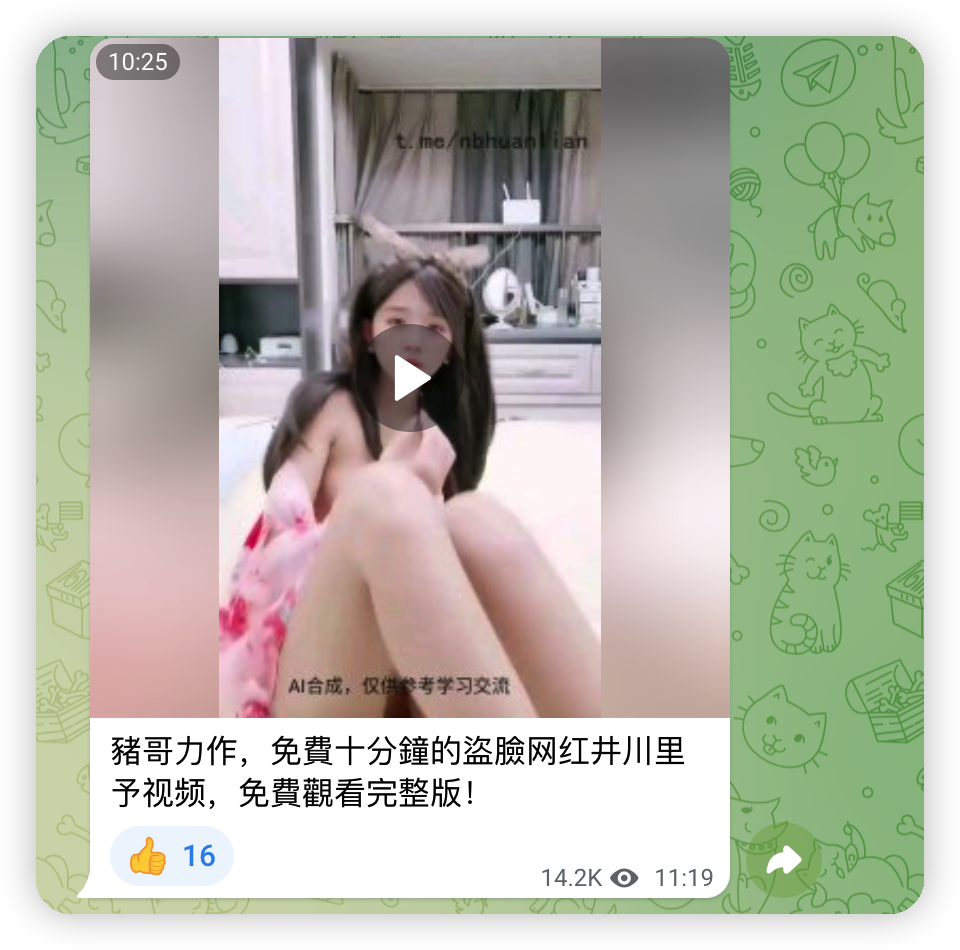 10:25
t.me/nbhuanlian
AI合成，仅供参考学习交流
豬哥力作，免費十分鐘的盜臉网红井川里
予视频，免費觀看完整版！
👍 16
14.2K 11:19